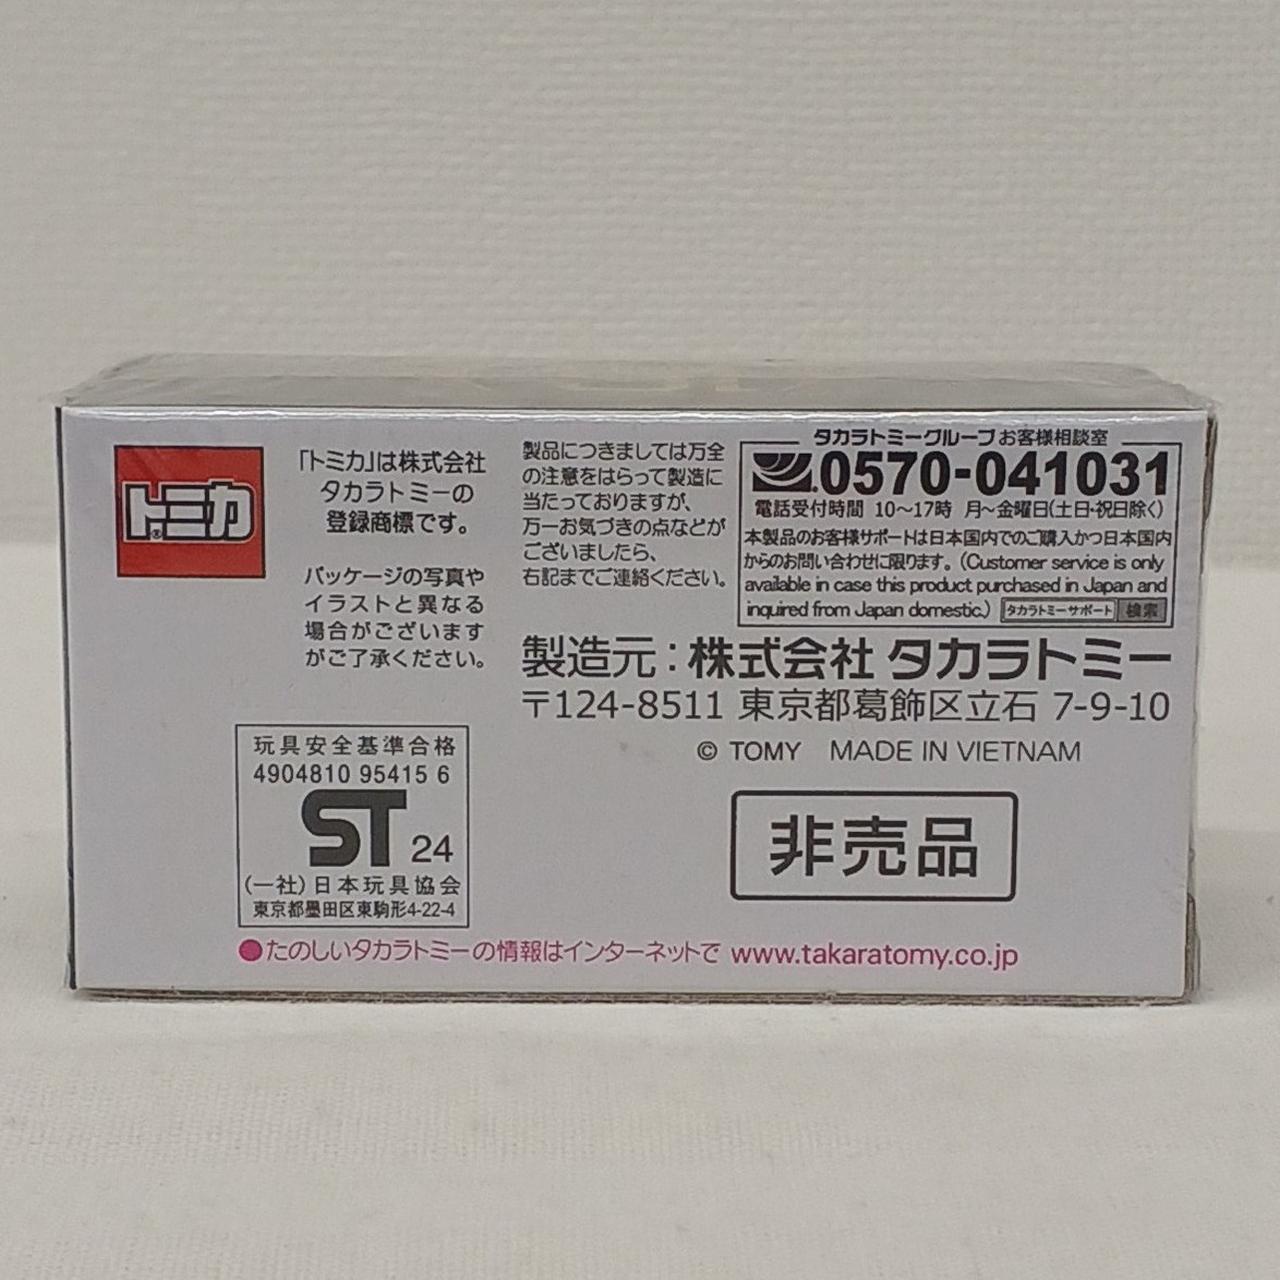 トミカ®
「トミカ」は株式会社
タカラトミーの
登録商標です。
パッケージの写真や
イラストと異なる
場合がございます
がご了承ください。
製品につきましては万全
の注意をはらって製造に
当たっておりますが、
万一お気づきの点などが
ございましたら、
右記までご連絡ください。
タカラトミーグループお客様相談室
0570-041031
電話受付時間 10〜17時 月〜金曜日(土日・祝日除く)
本製品のお客様サポートは日本国内でのご購入かつ日本国内
からのお問い合わせに限ります。(Customer service is only
available in case this product purchased in Japan and
inquired from Japan domestic.) タカラトミーサポート 検索
製造元：株式会社 タカラトミー
〒124-8511 東京都葛飾区立石 7-9-10
© TOMY MADE IN VIETNAM
玩具安全基準合格
4904810 95415 6
ST 24
(一社)日本玩具協会
東京都墨田区東駒形4-22-4
非売品
●たのしいタカラトミーの情報はインターネットで www.takaratomy.co.jp